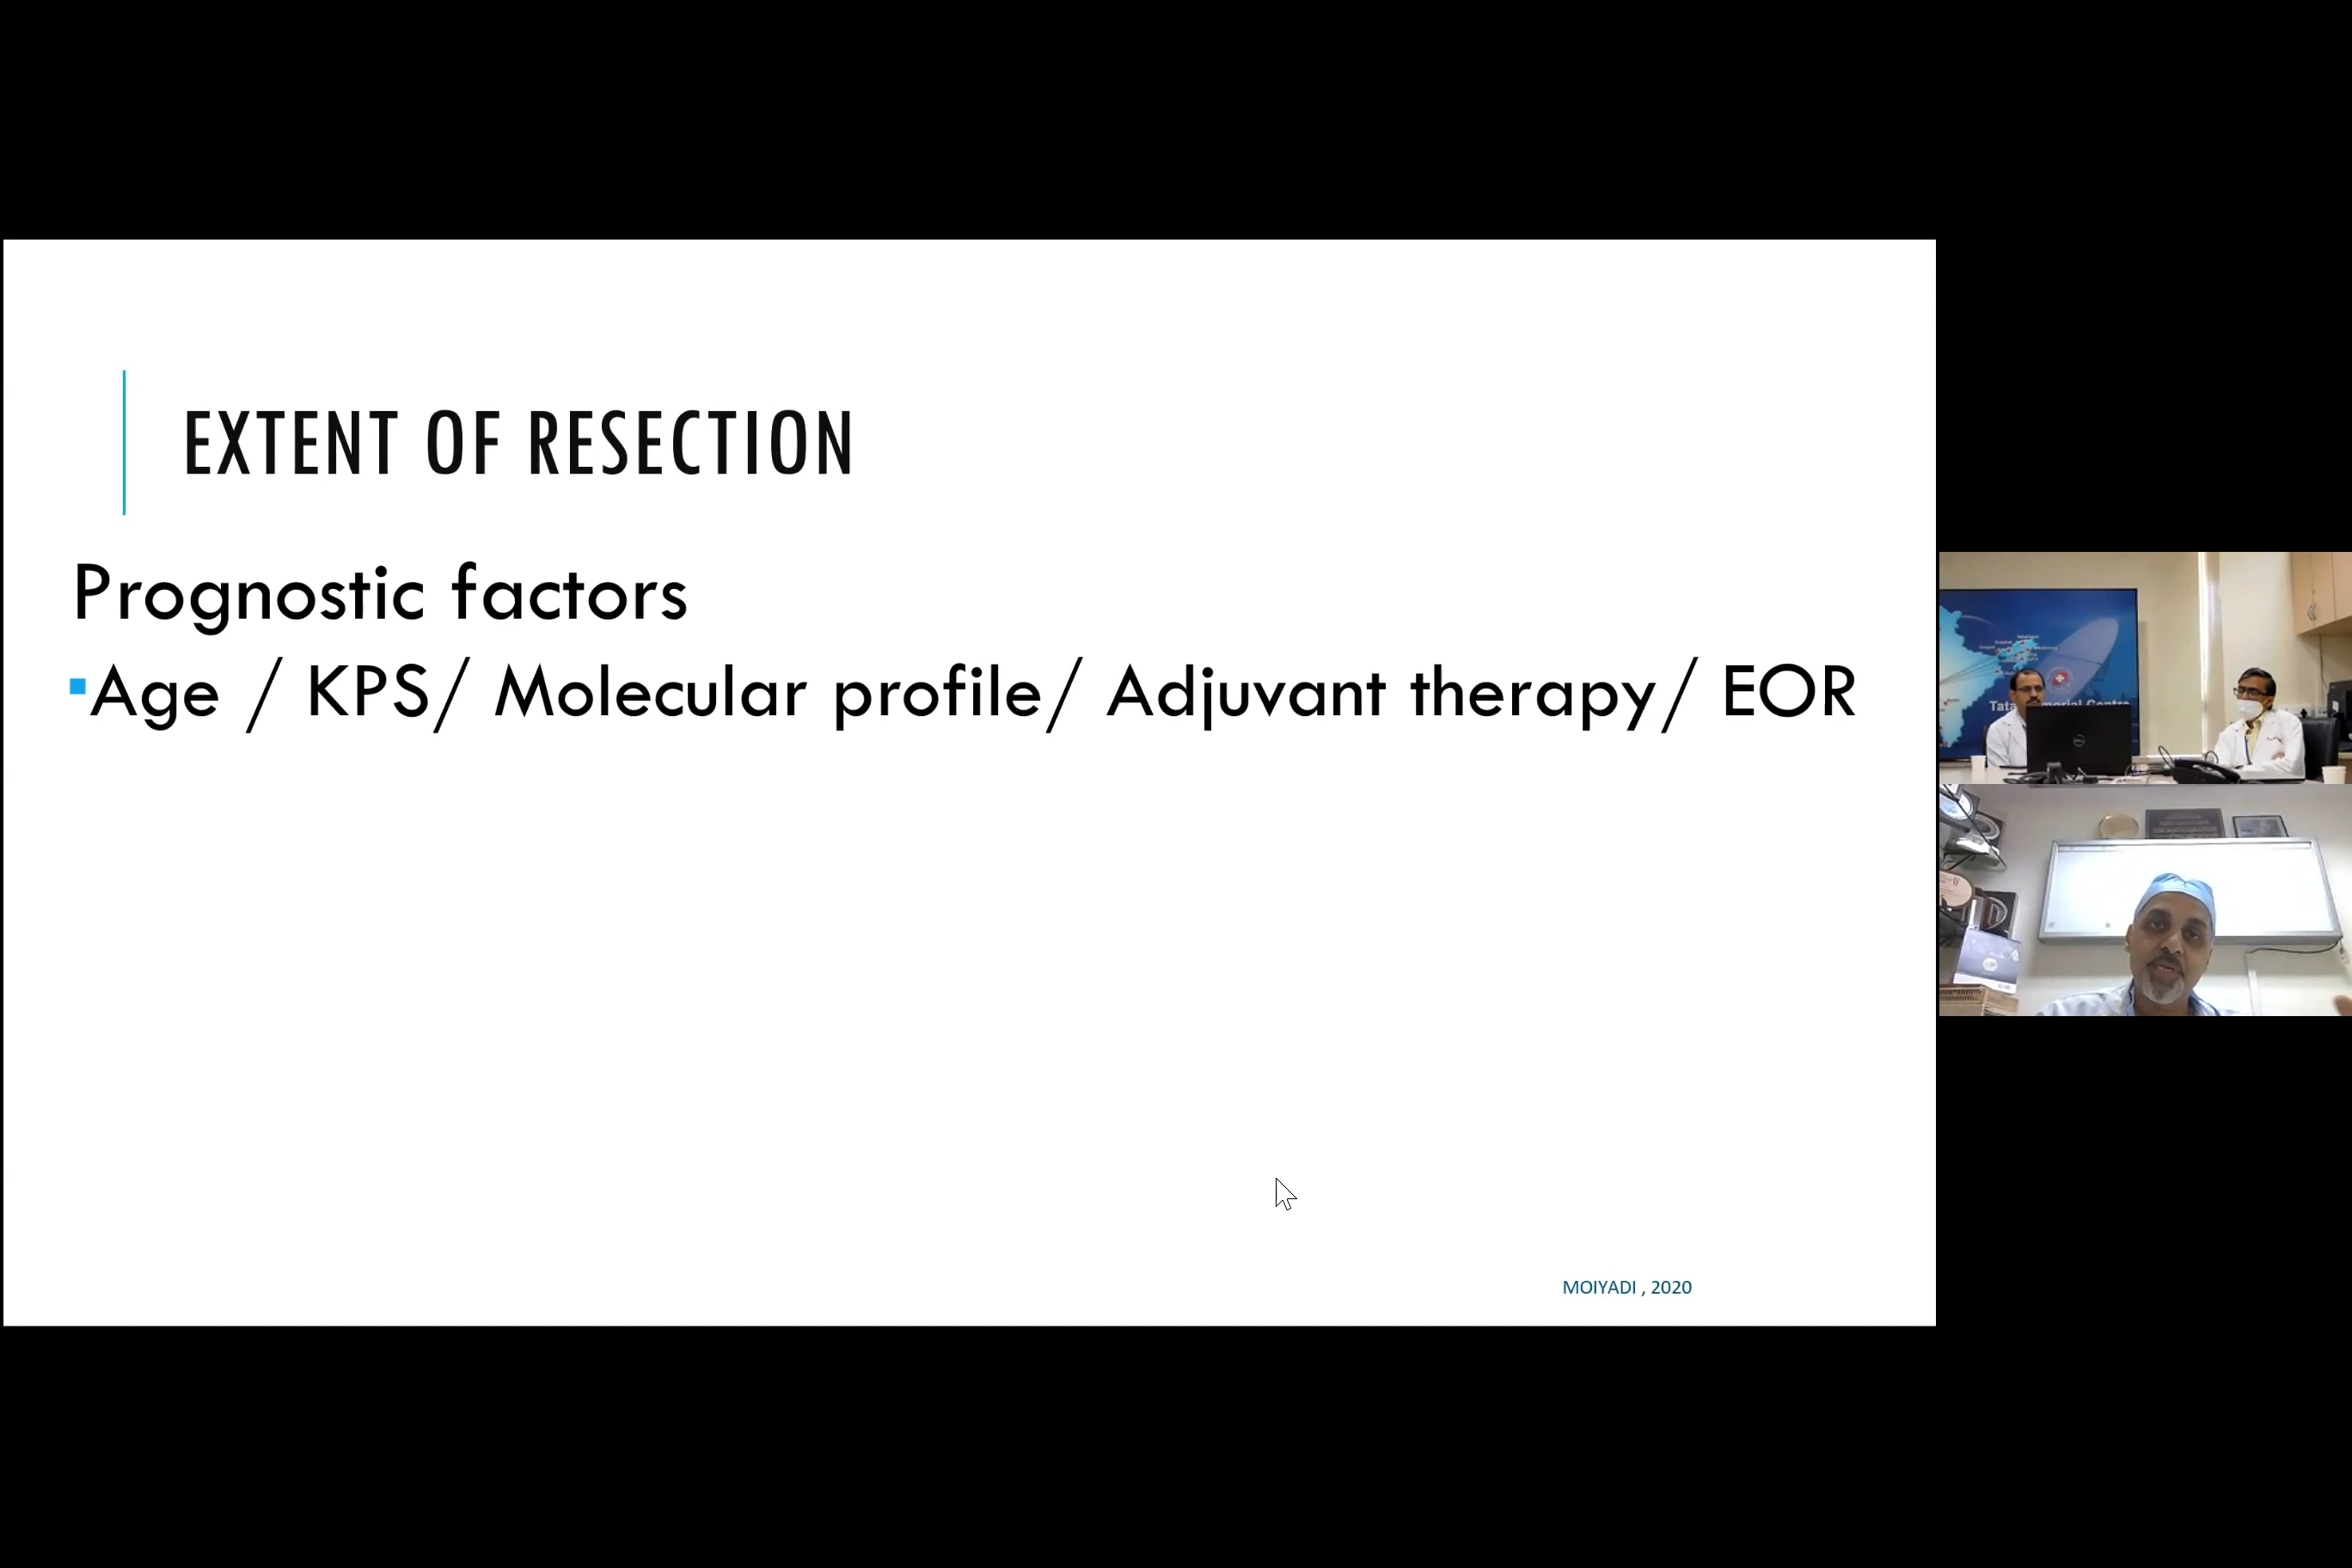 EXTENT OF RESECTION
Prognostic factors
▪Age / KPS/ Molecular profile/ Adjuvant therapy/ EOR
MOIYADI , 2020